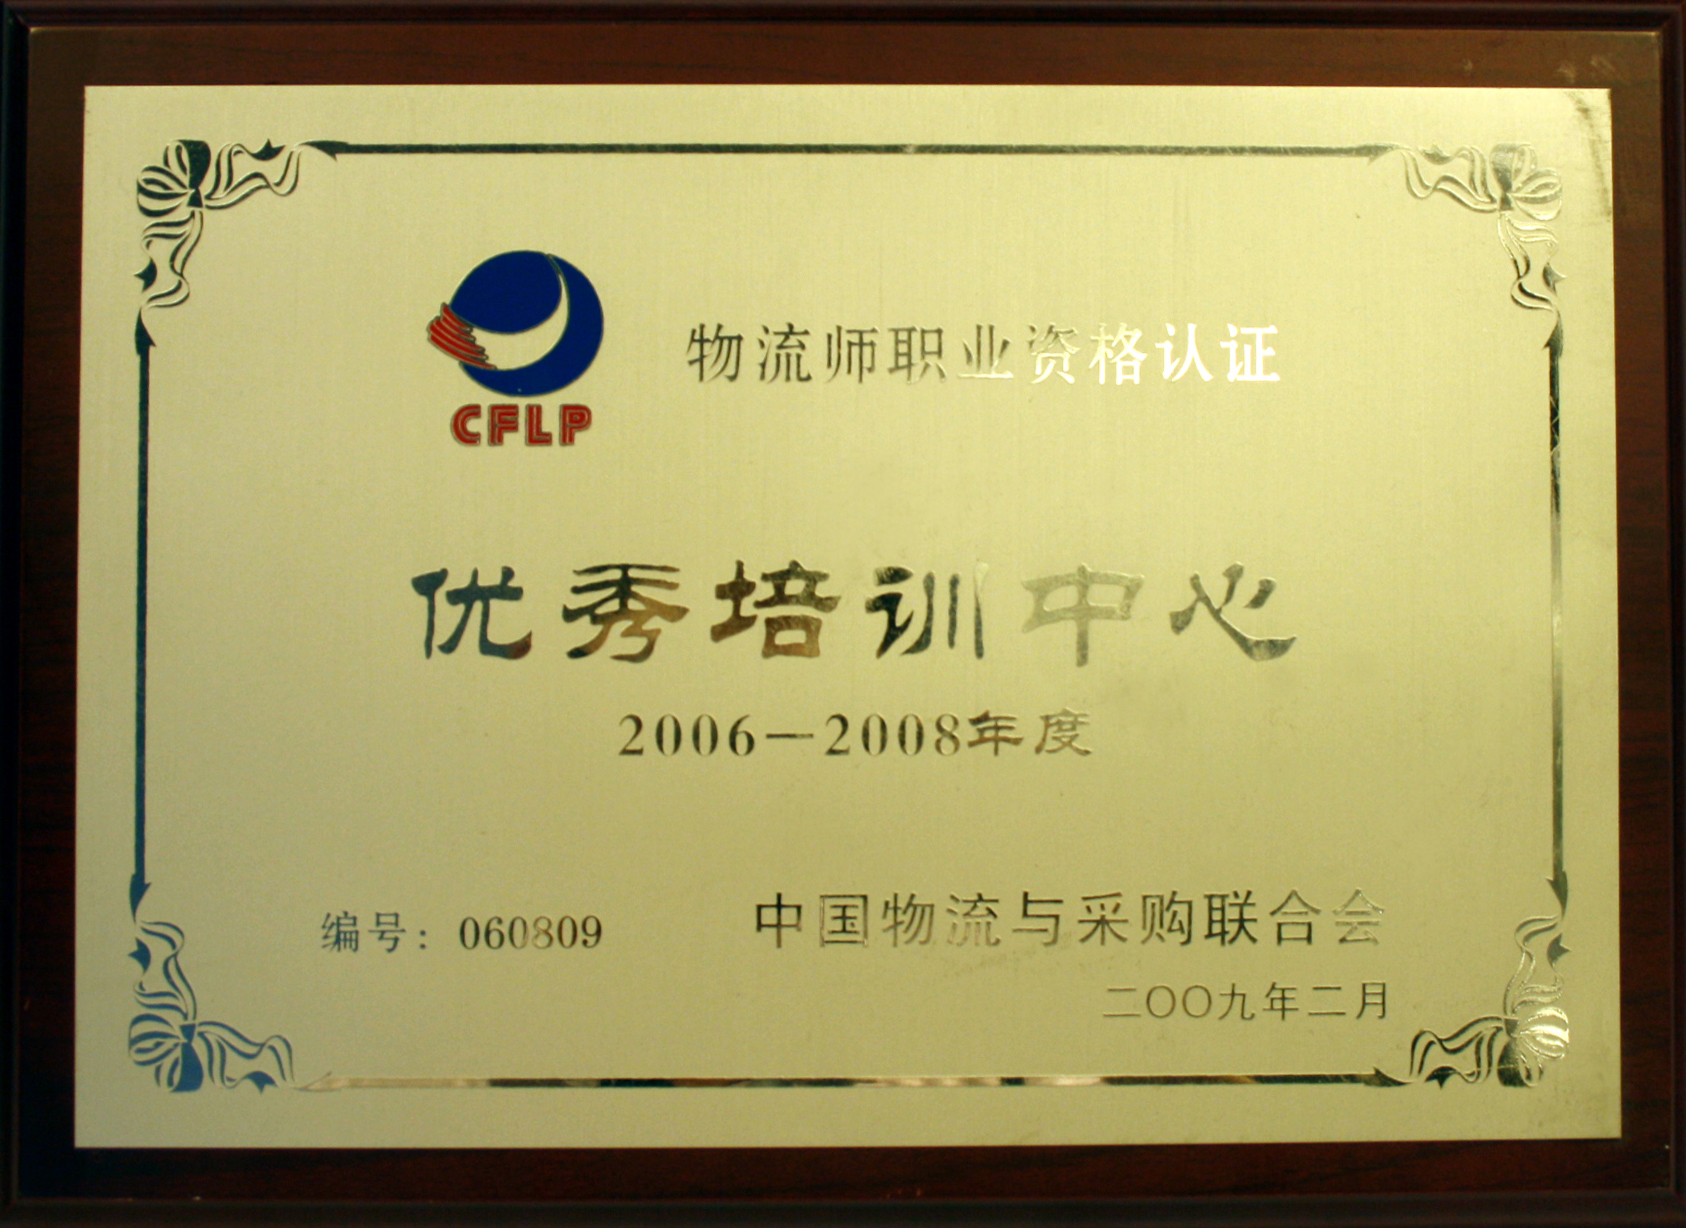 物流师职业资格认证
CFLP
优秀培训中心
2006—2008年度
编号：060809
中国物流与采购联合会
二〇〇九年二月